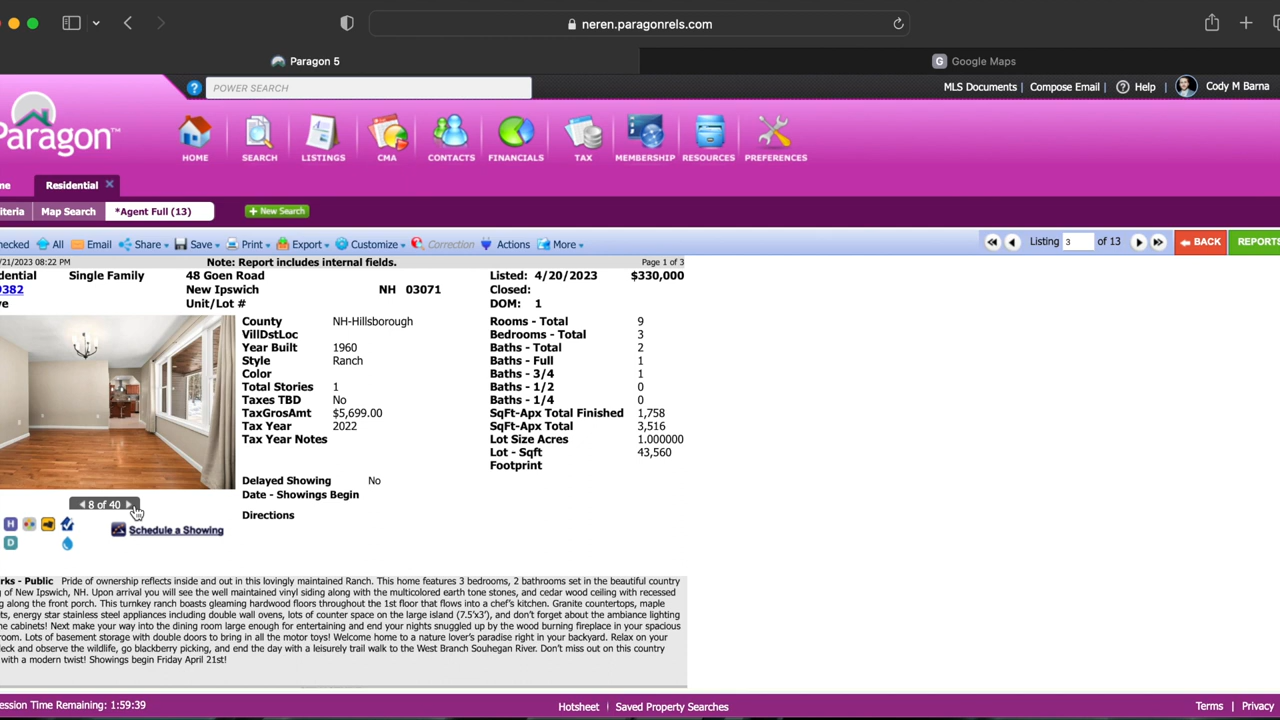 neren.paragonrels.com
Paragon 5
G Google Maps
? POWER SEARCH
MLS Documents | Compose Email | ? Help | Cody M Barna
Paragon™
HOME SEARCH LISTINGS CMA CONTACTS FINANCIALS TAX MEMBERSHIP RESOURCES PREFERENCES
me Residential
iteria Map Search *Agent Full (13) + New Search
hecked All Email Share Save Print Export Customize Correction Actions More Listing 3 of 13 BACK REPORTS
/21/2023 08:22 PM Note: Report includes internal fields. Page 1 of 3
dential Single Family 48 Goen Road Listed: 4/20/2023 $330,000
9382 New Ipswich NH 03071 Closed:
ve Unit/Lot # DOM: 1
County NH-Hillsborough Rooms - Total 9
VillDstLoc Bedrooms - Total 3
Year Built 1960 Baths - Total 2
Style Ranch Baths - Full 1
Color Baths - 3/4 1
Total Stories 1 Baths - 1/2 0
Taxes TBD No Baths - 1/4 0
TaxGrosAmt $5,699.00 SqFt-Apx Total Finished 1,758
Tax Year 2022 SqFt-Apx Total 3,516
Tax Year Notes Lot Size Acres 1.000000
Lot - Sqft 43,560
Footprint
Delayed Showing No
Date - Showings Begin
8 of 40
Directions
H
Schedule a Showing
D
rks - Public Pride of ownership reflects inside and out in this lovingly maintained Ranch. This home features 3 bedrooms, 2 bathrooms set in the beautiful country
g of New Ipswich, NH. Upon arrival you will see the well maintained vinyl siding along with the multicolored earth tone stones, and cedar wood ceiling with recessed
g along the front porch. This turnkey ranch boasts gleaming hardwood floors throughout the 1st floor that flows into a chef's kitchen. Granite countertops, maple
ts, energy star stainless steel appliances including double wall ovens, lots of counter space on the large island (7.5'x3'), and don't forget about the ambiance lighting
he cabinets! Next make your way into the dining room large enough for entertaining and end your nights snuggled up by the wood burning fireplace in your spacious
room. Lots of basement storage with double doors to bring in all the motor toys! Welcome home to a nature lover's paradise right in your backyard. Relax on your
deck and observe the wildlife, go blackberry picking, and end the day with a leisurely trail walk to the West Branch Souhegan River. Don't miss out on this country
with a modern twist! Showings begin Friday April 21st!
ession Time Remaining: 1:59:39 Hotsheet | Saved Property Searches Terms | Privacy